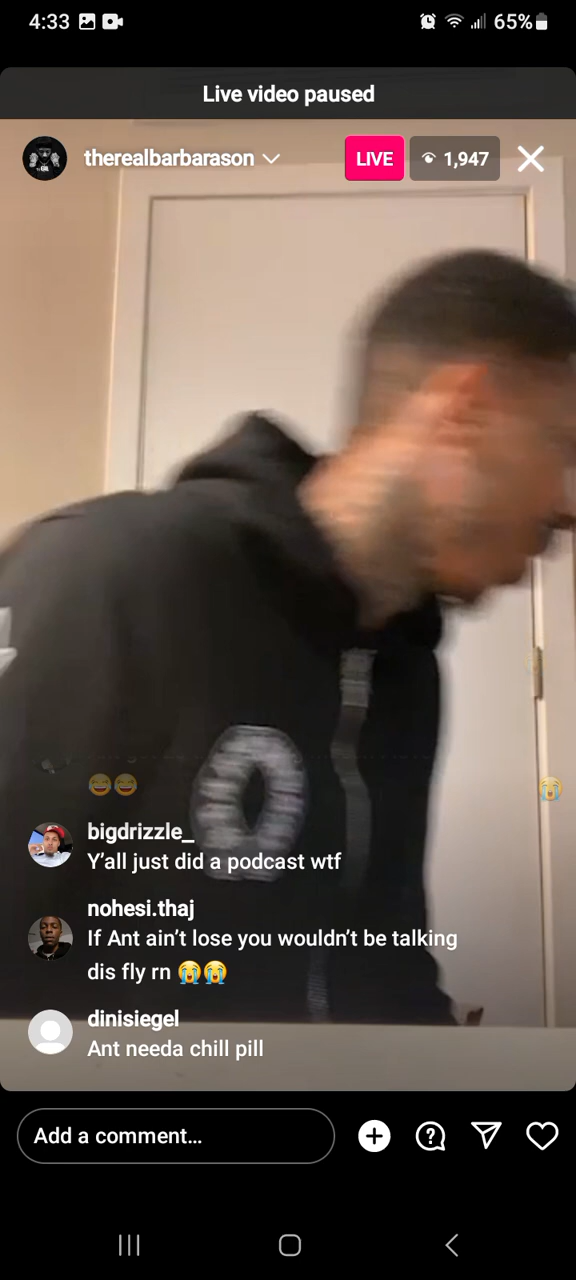 4:33
65%
Live video paused
therealbarbarason
LIVE
1,947
😂😂
😭
bigdrizzle_
Y'all just did a podcast wtf
nohesi.thaj
If Ant ain't lose you wouldn't be talking
dis fly rn 😭😭
dinisiegel
Ant needa chill pill
Add a comment...